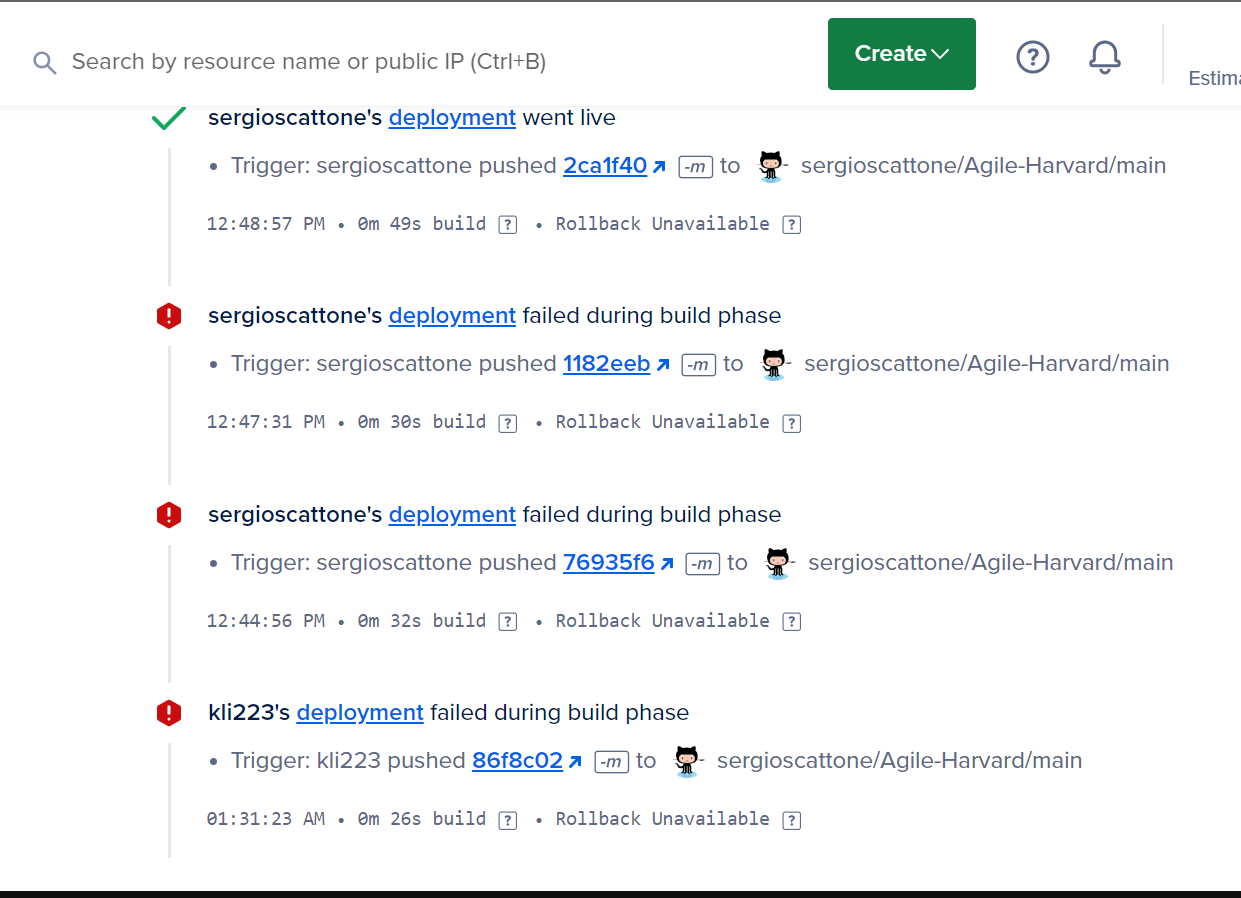 Search by resource name or public IP (Ctrl+B)
Create
?
Estima
sergioscattone's deployment went live
• Trigger: sergioscattone pushed 2ca1f40 -m to sergioscattone/Agile-Harvard/main
12:48:57 PM • 0m 49s build ? • Rollback Unavailable ?
! sergioscattone's deployment failed during build phase
• Trigger: sergioscattone pushed 1182eeb -m to sergioscattone/Agile-Harvard/main
12:47:31 PM • 0m 30s build ? • Rollback Unavailable ?
! sergioscattone's deployment failed during build phase
• Trigger: sergioscattone pushed 76935f6 -m to sergioscattone/Agile-Harvard/main
12:44:56 PM • 0m 32s build ? • Rollback Unavailable ?
! kli223's deployment failed during build phase
• Trigger: kli223 pushed 86f8c02 -m to sergioscattone/Agile-Harvard/main
01:31:23 AM • 0m 26s build ? • Rollback Unavailable ?